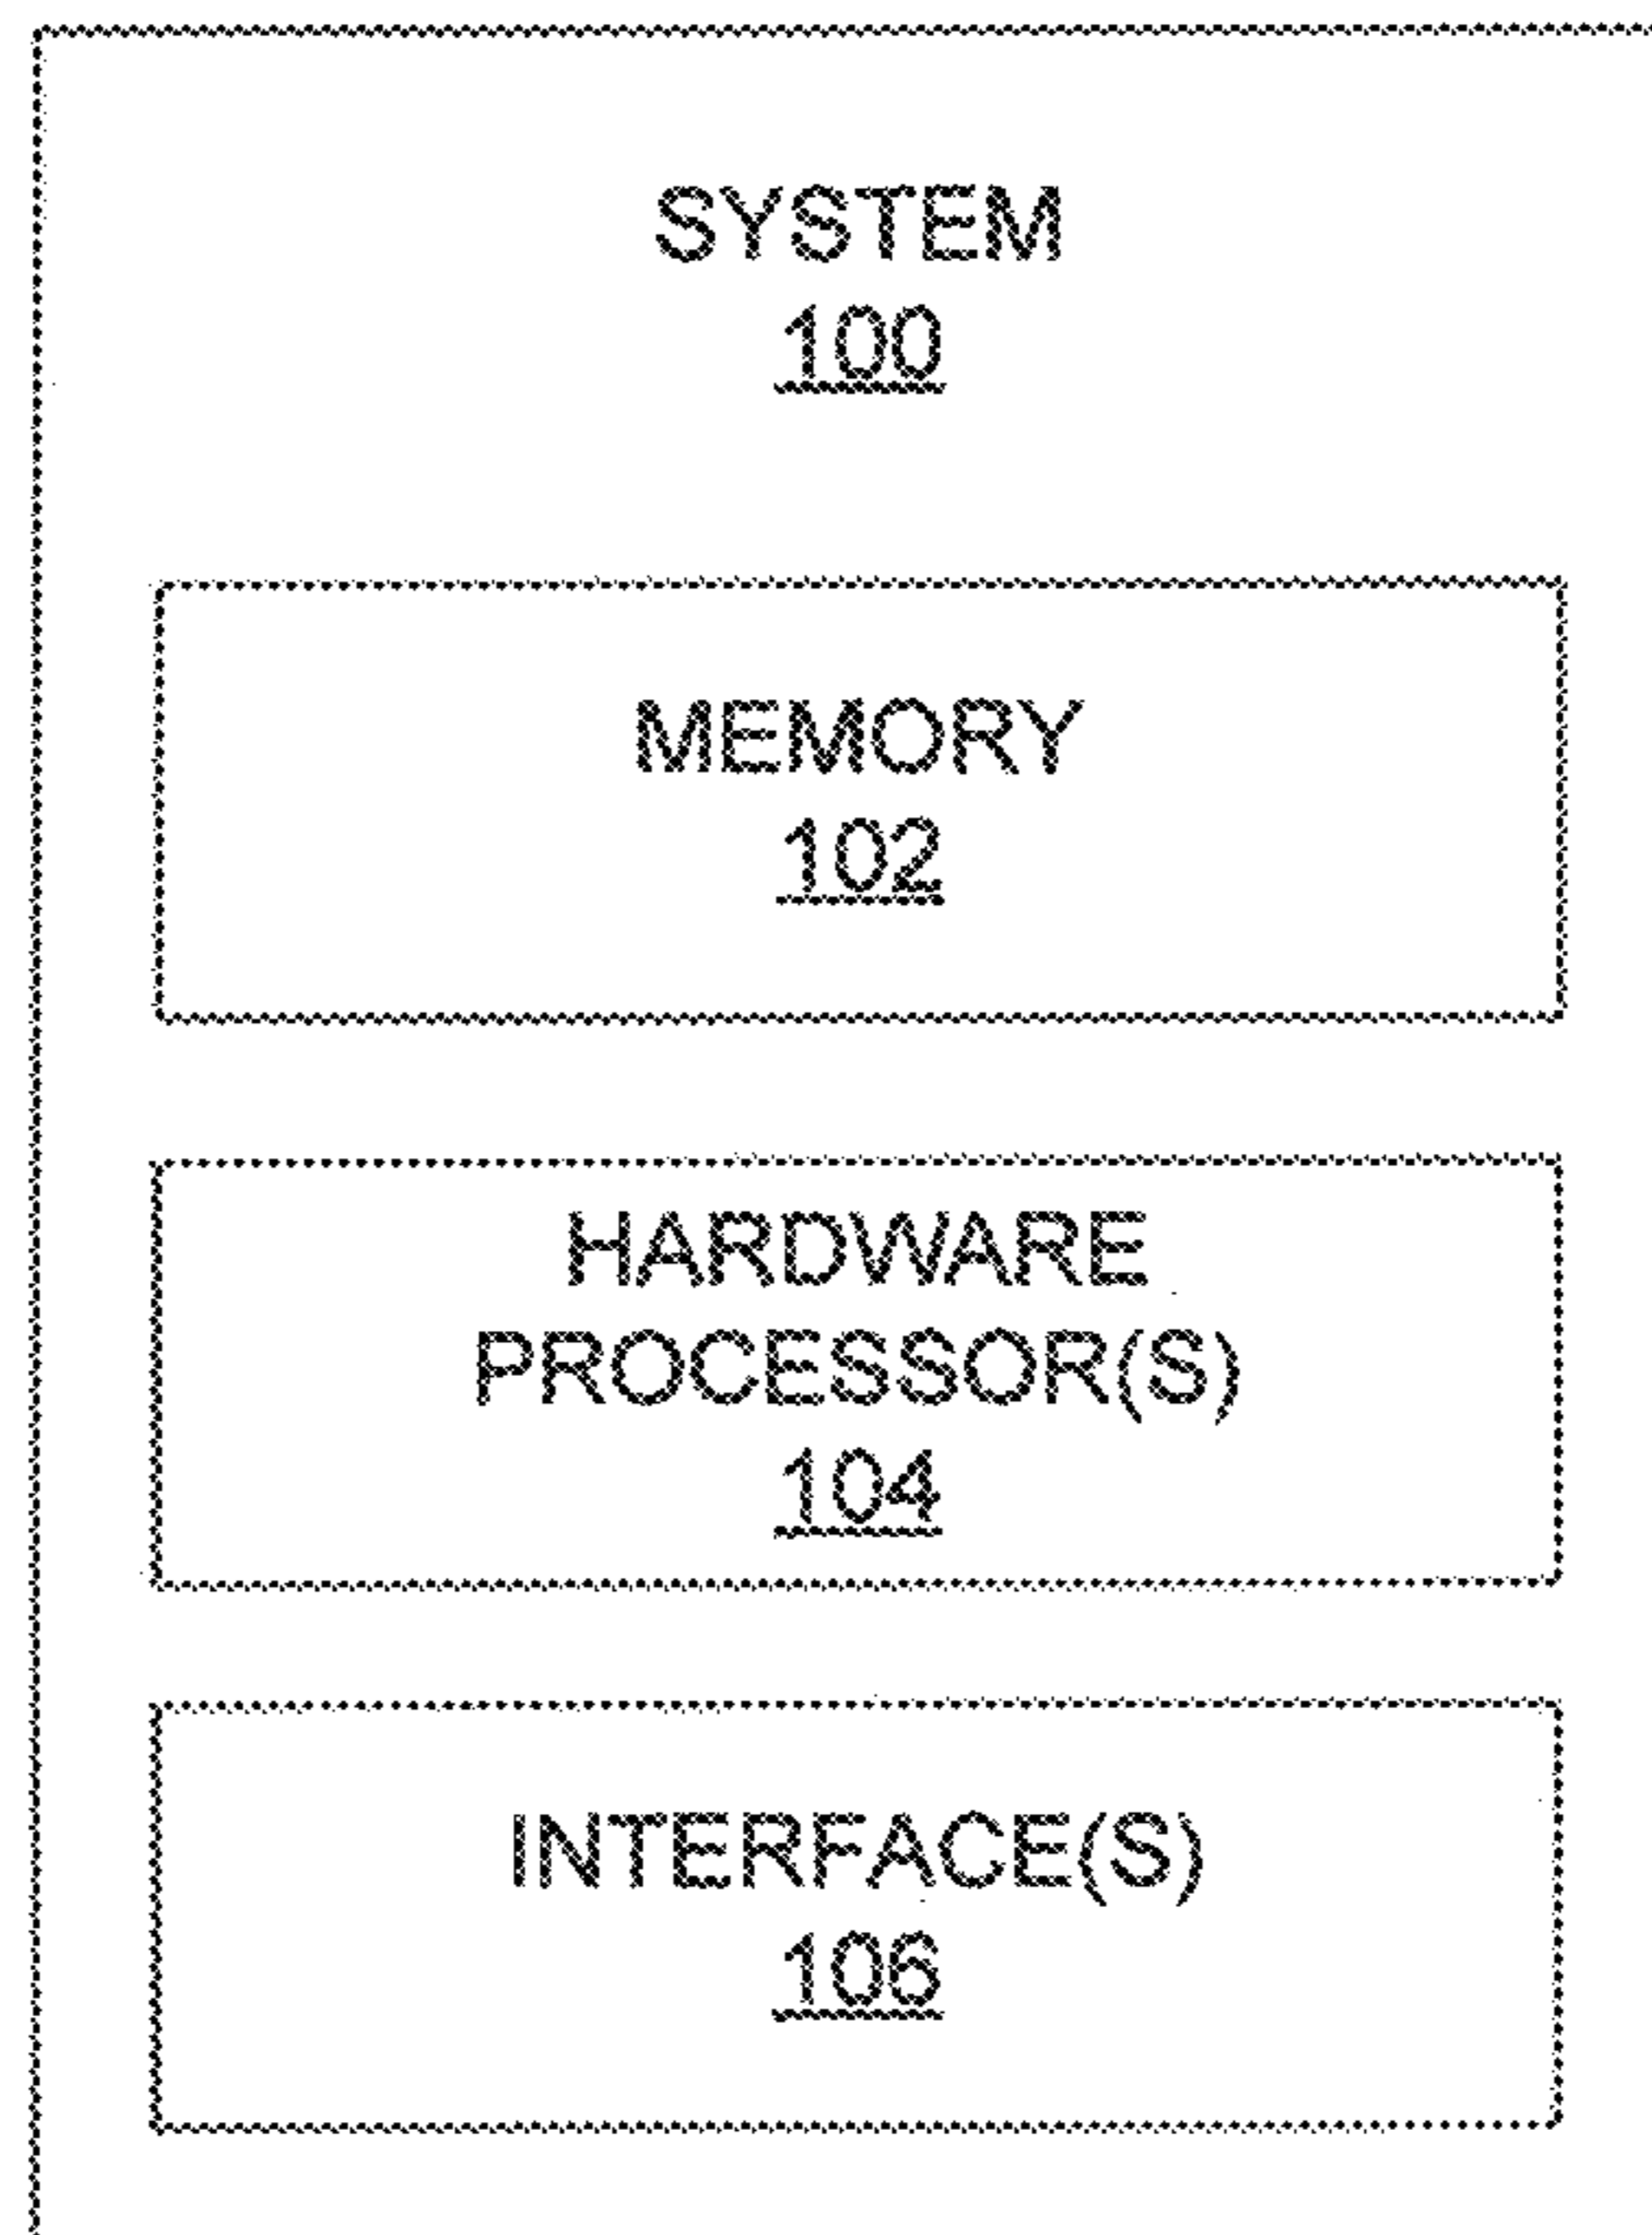 SYSTEM
100
MEMORY
102
HARDWARE
PROCESSOR(S)
104
INTERFACE(S)
106